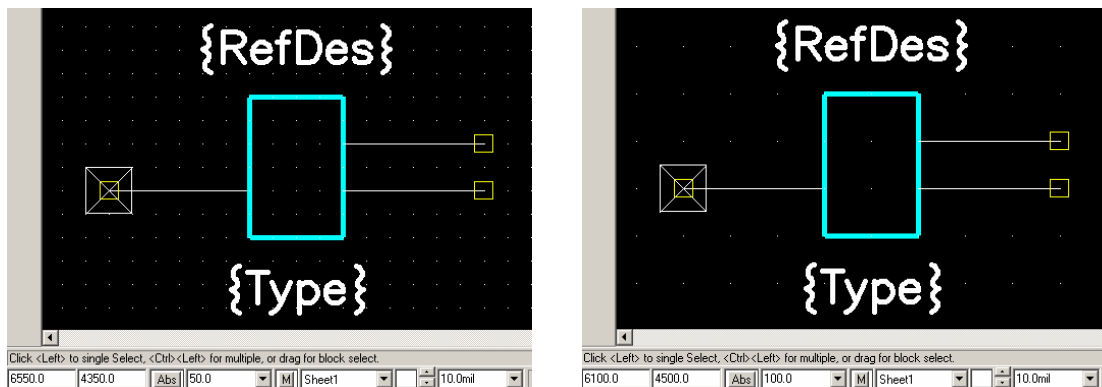 {RefDes}
{Type}
Click <Left> to single Select, <Ctrl><Left> for multiple, or drag for block select.
6550.0 4350.0 Abs 50.0 M Sheet1 10.0mil
{RefDes}
{Type}
Click <Left> to single Select, <Ctrl><Left> for multiple, or drag for block select.
6100.0 4500.0 Abs 100.0 M Sheet1 10.0mil